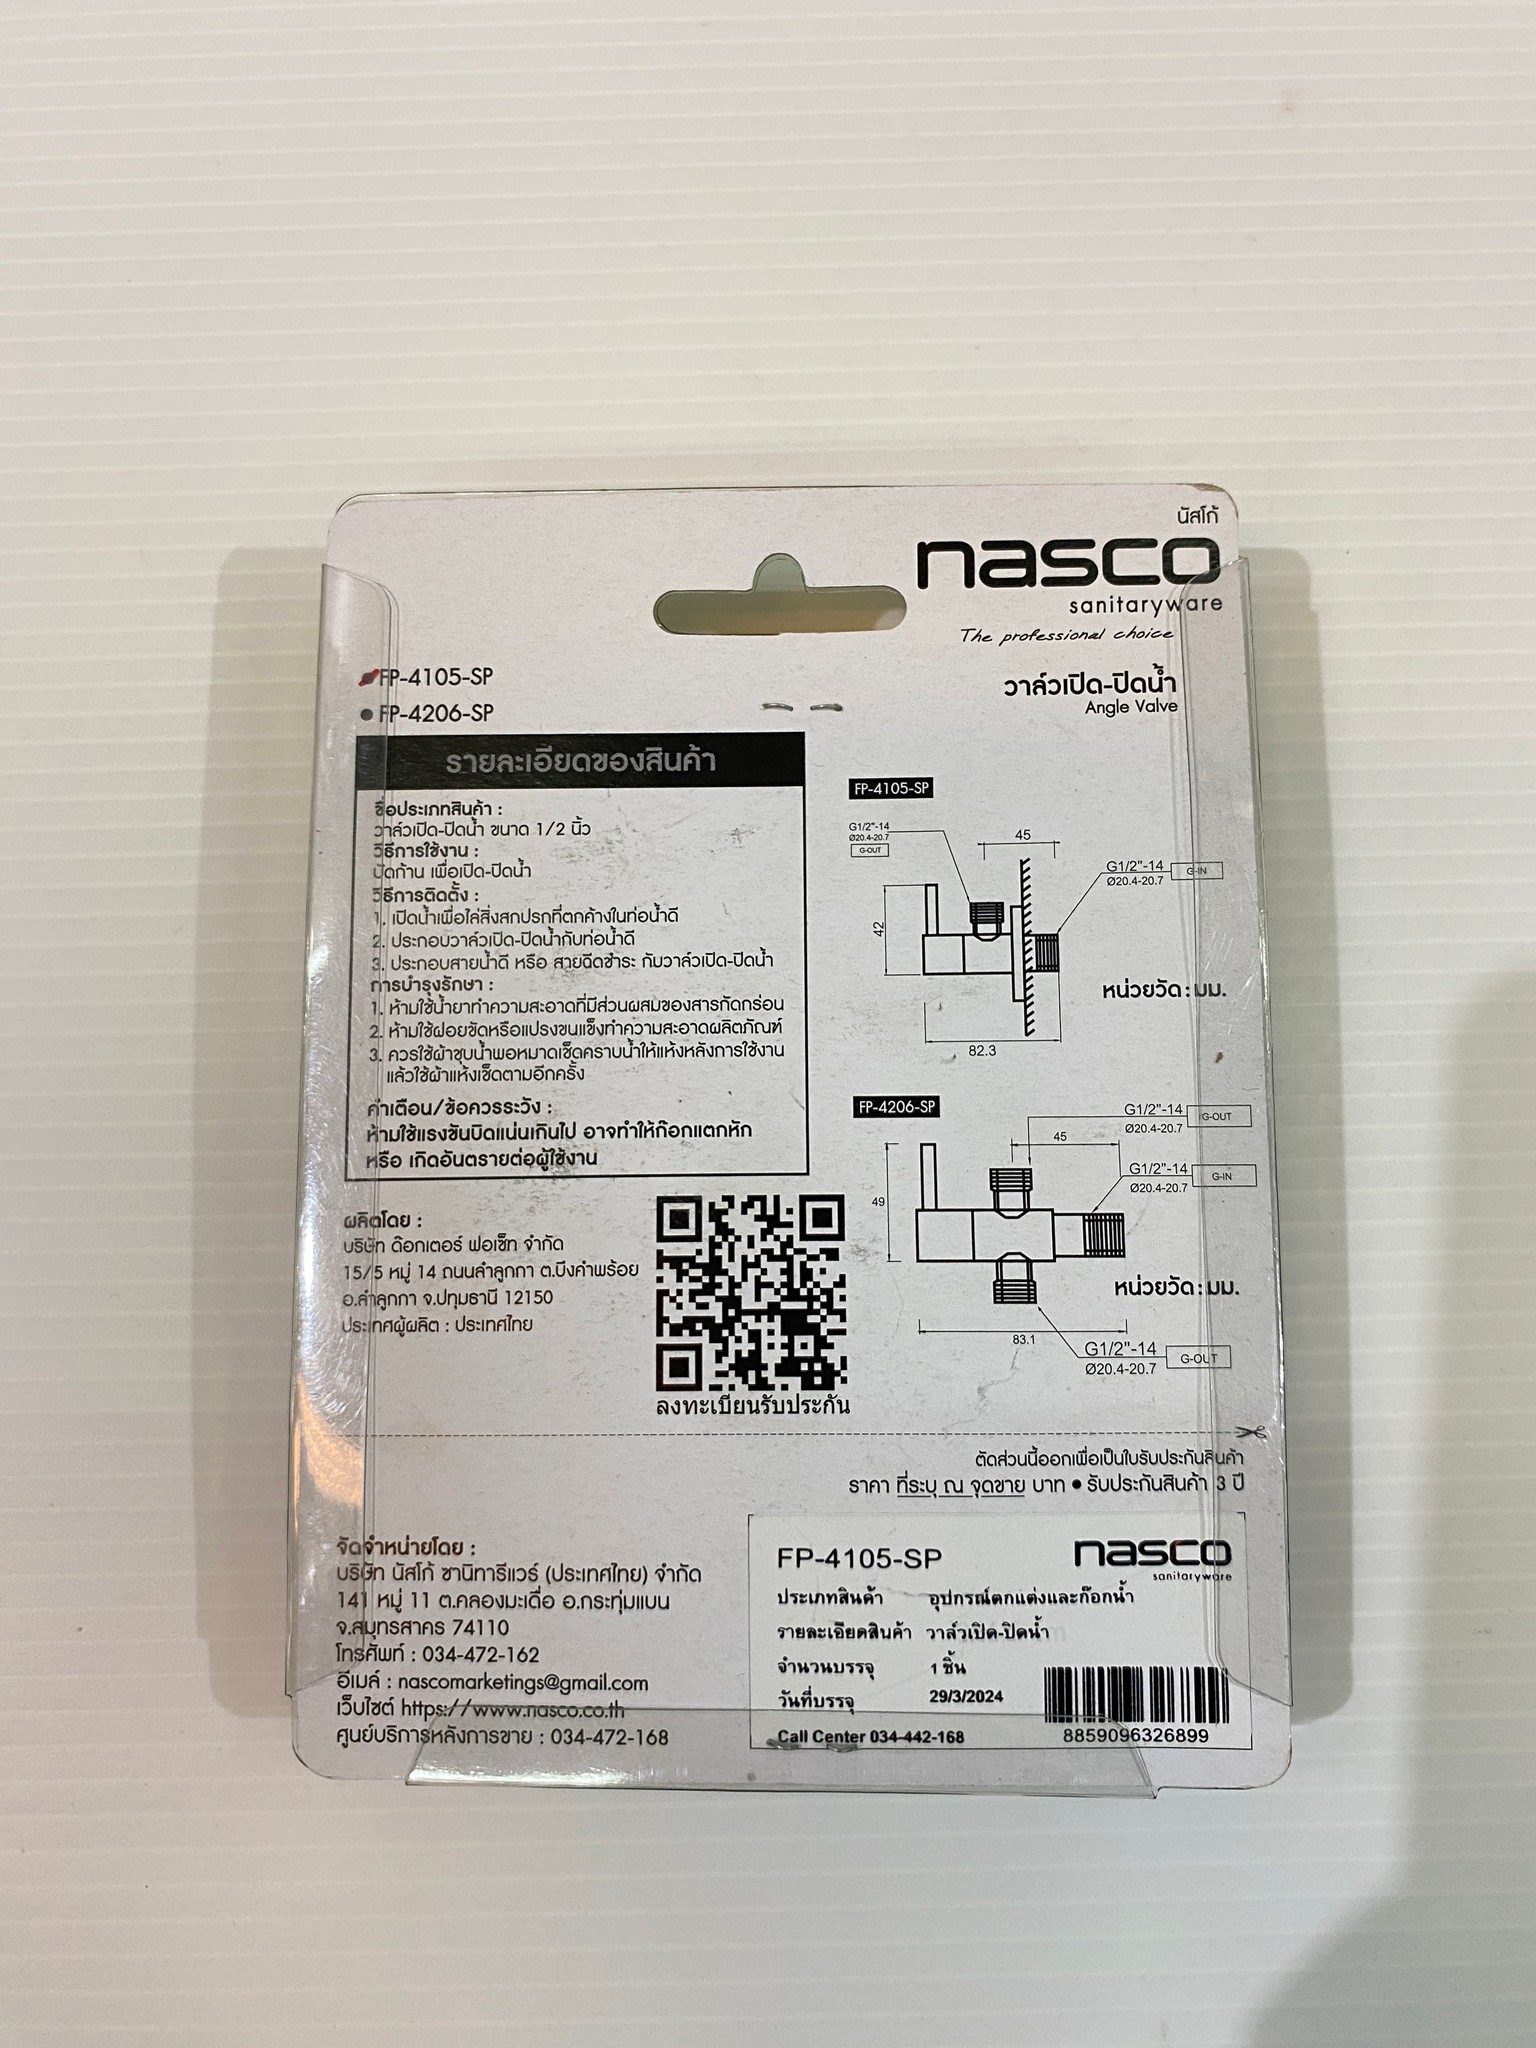 นัสโก้
nasco
sanitaryware
The professional choice
FP-4105-SP
FP-4206-SP
วาล์วเปิด-ปิดน้ำ
Angle Valve
รายละเอียดของสินค้า
ชื่อประเภทสินค้า :
วาล์วเปิด-ปิดน้ำ ขนาด 1/2 นิ้ว
วิธีการใช้งาน :
ปัดก้าน เพื่อเปิด-ปิดน้ำ
วิธีการติดตั้ง :
1. เปิดน้ำเพื่อไล่สิ่งสกปรกที่ตกค้างในท่อน้ำดี
2. ประกอบวาล์วเปิด-ปิดน้ำกับท่อน้ำดี
3. ประกอบสายน้ำดี หรือ สายฉีดชำระ กับวาล์วเปิด-ปิดน้ำ
การบำรุงรักษา :
1. ห้ามใช้น้ำยาทำความสะอาดที่มีส่วนผสมของสารกัดกร่อน
2. ห้ามใช้ฝอยขัดหรือแปรงขนแข็งทำความสะอาดผลิตภัณฑ์
3. ควรใช้ผ้าชุบน้ำพอหมาดเช็ดคราบน้ำให้แห้งหลังการใช้งาน
แล้วใช้ผ้าแห้งเช็ดตามอีกครั้ง
คำเตือน/ข้อควรระวัง :
ห้ามใช้แรงขันบิดแน่นเกินไป อาจทำให้ก๊อกแตกหัก
หรือ เกิดอันตรายต่อผู้ใช้งาน
FP-4105-SP
G1/2"-14
Ø20.4-20.7
G-OUT
45
G1/2"-14
G-IN
Ø20.4-20.7
42
หน่วยวัด : มม.
82.3
FP-4206-SP
G1/2"-14
G-OUT
Ø20.4-20.7
45
G1/2"-14
G-IN
Ø20.4-20.7
49
หน่วยวัด : มม.
83.1
G1/2"-14
G-OUT
Ø20.4-20.7
ผลิตโดย :
บริษัท ด๊อกเตอร์ ฟอเซ็ท จำกัด
15/5 หมู่ 14 ถนนลำลูกกา ต.บึงคำพร้อย
อ.ลำลูกกา จ.ปทุมธานี 12150
ประเทศผู้ผลิต : ประเทศไทย
ลงทะเบียนรับประกัน
ตัดส่วนนี้ออกเพื่อเป็นใบรับประกันสินค้า
ราคา ที่ระบุ ณ จุดขาย บาท • รับประกันสินค้า 3 ปี
จัดจำหน่ายโดย :
บริษัท นัสโก้ ซานิทารีแวร์ (ประเทศไทย) จำกัด
141 หมู่ 11 ต.คลองมะเดื่อ อ.กระทุ่มแบน
จ.สมุทรสาคร 74110
โทรศัพท์ : 034-472-162
อีเมล์ : nascomarketings@gmail.com
เว็บไซต์ https://www.nasco.co.th
ศูนย์บริการหลังการขาย : 034-472-168
FP-4105-SP
nasco
sanitaryware
ประเภทสินค้า อุปกรณ์ตกแต่งและก๊อกน้ำ
รายละเอียดสินค้า วาล์วเปิด-ปิดน้ำ
จำนวนบรรจุ 1 ชิ้น
วันที่บรรจุ 29/3/2024
Call Center 034-442-168
8859096326899